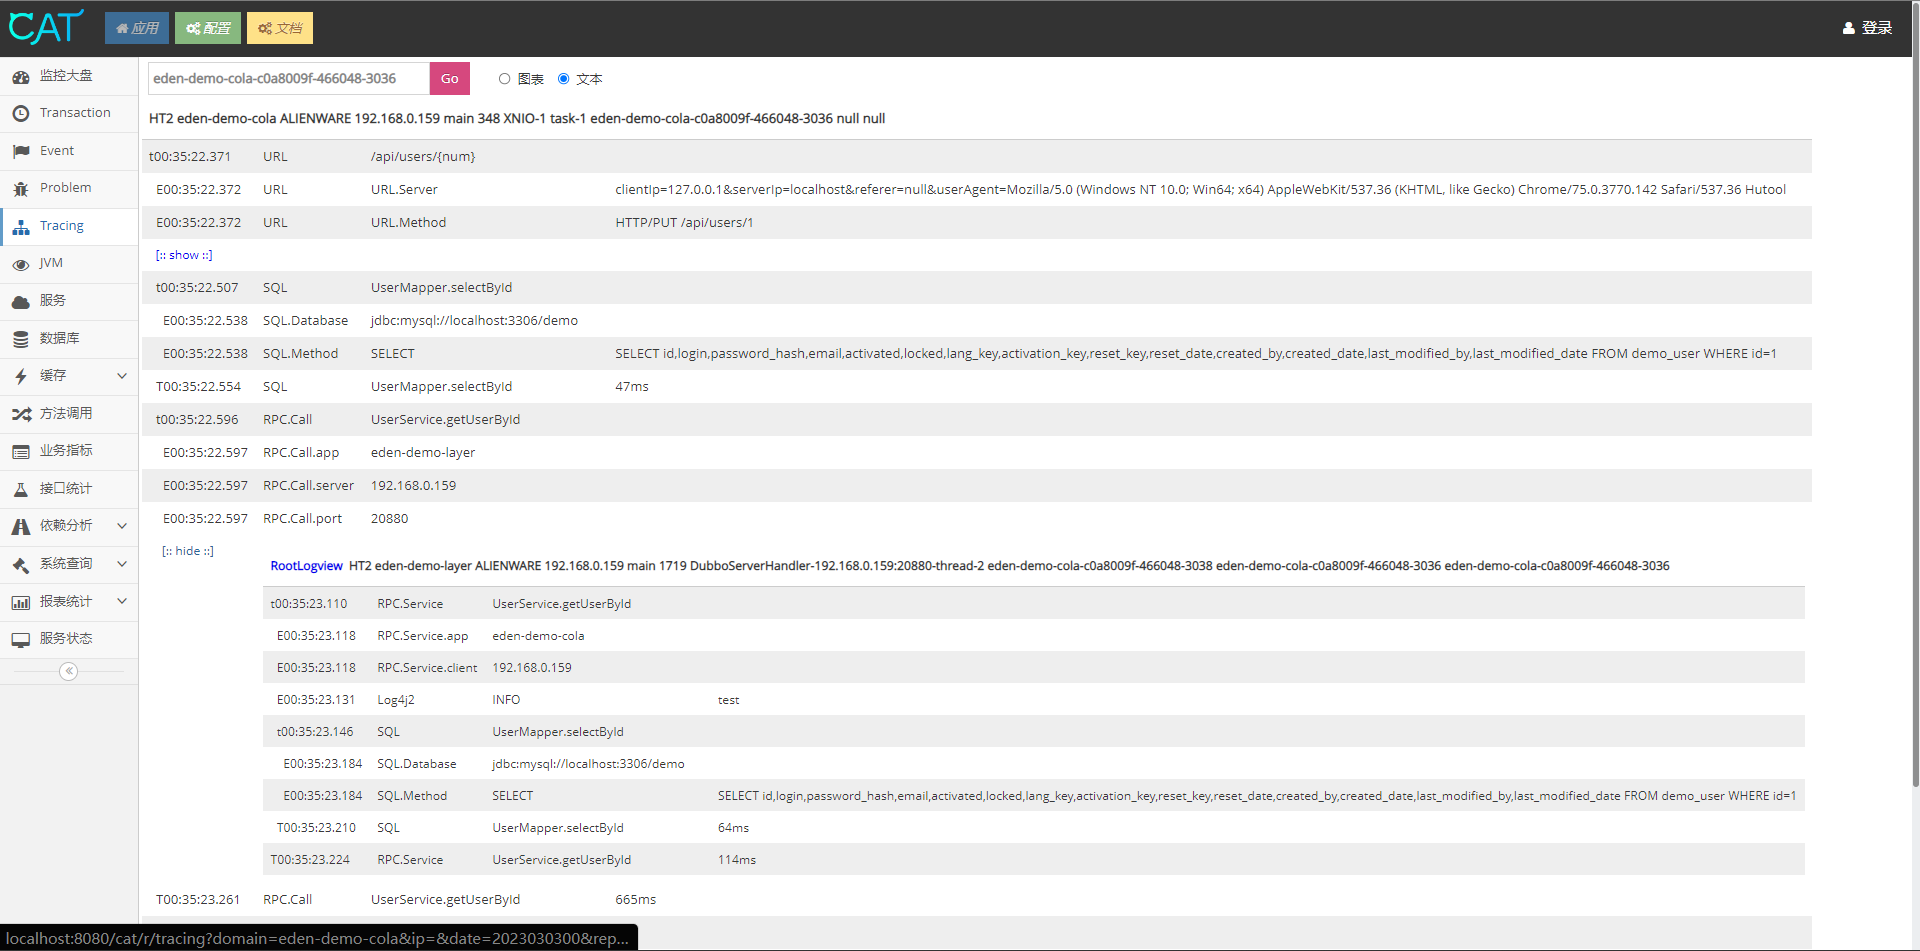 CAT 应用 配置 文档 登录
监控大盘
Transaction
Event
Problem
Tracing
JVM
服务
数据库
缓存
方法调用
业务指标
接口统计
依赖分析
系统查询
报表统计
服务状态
eden-demo-cola-c0a8009f-466048-3036 Go 图表 文本
HT2 eden-demo-cola ALIENWARE 192.168.0.159 main 348 XNIO-1 task-1 eden-demo-cola-c0a8009f-466048-3036 null null
t00:35:22.371 URL /api/users/{num}
E00:35:22.372 URL URL.Server clientIp=127.0.0.1&serverIp=localhost&referer=null&userAgent=Mozilla/5.0 (Windows NT 10.0; Win64; x64) AppleWebKit/537.36 (KHTML, like Gecko) Chrome/75.0.3770.142 Safari/537.36 Hutool
E00:35:22.372 URL URL.Method HTTP/PUT /api/users/1
[:: show ::]
t00:35:22.507 SQL UserMapper.selectById
E00:35:22.538 SQL.Database jdbc:mysql://localhost:3306/demo
E00:35:22.538 SQL.Method SELECT SELECT id,login,password_hash,email,activated,locked,lang_key,activation_key,reset_key,reset_date,created_by,created_date,last_modified_by,last_modified_date FROM demo_user WHERE id=1
T00:35:22.554 SQL UserMapper.selectById 47ms
t00:35:22.596 RPC.Call UserService.getUserById
E00:35:22.597 RPC.Call.app eden-demo-layer
E00:35:22.597 RPC.Call.server 192.168.0.159
E00:35:22.597 RPC.Call.port 20880
[:: hide ::]
RootLogview HT2 eden-demo-layer ALIENWARE 192.168.0.159 main 1719 DubboServerHandler-192.168.0.159:20880-thread-2 eden-demo-cola-c0a8009f-466048-3038 eden-demo-cola-c0a8009f-466048-3036 eden-demo-cola-c0a8009f-466048-3036
t00:35:23.110 RPC.Service UserService.getUserById
E00:35:23.118 RPC.Service.app eden-demo-cola
E00:35:23.118 RPC.Service.client 192.168.0.159
E00:35:23.131 Log4j2 INFO test
t00:35:23.146 SQL UserMapper.selectById
E00:35:23.184 SQL.Database jdbc:mysql://localhost:3306/demo
E00:35:23.184 SQL.Method SELECT SELECT id,login,password_hash,email,activated,locked,lang_key,activation_key,reset_key,reset_date,created_by,created_date,last_modified_by,last_modified_date FROM demo_user WHERE id=1
T00:35:23.210 SQL UserMapper.selectById 64ms
T00:35:23.224 RPC.Service UserService.getUserById 114ms
T00:35:23.261 RPC.Call UserService.getUserById 665ms
localhost:8080/cat/r/tracing?domain=eden-demo-cola&ip=&date=2023030300&rep...